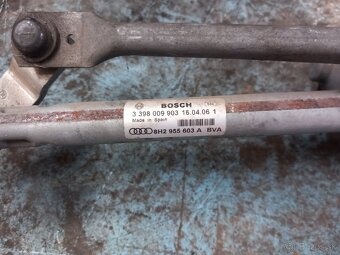 BOSCH
3 398 009 903 16.04.06 1
Made in Spain
8H2 955 603 A BVA